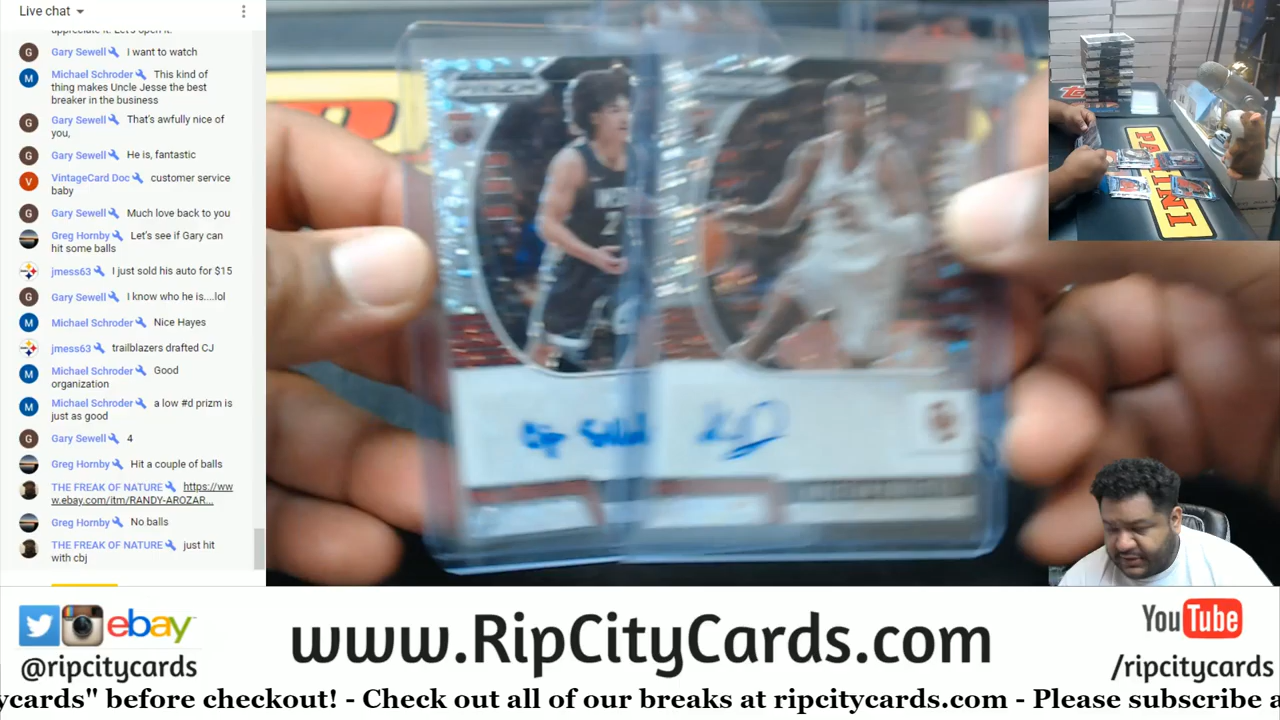 Live chat
appreciate it. Let's open it.
G Gary Sewell I want to watch
M Michael Schroder This kind of
thing makes Uncle Jesse the best
breaker in the business
G Gary Sewell That's awfully nice of
you,
G Gary Sewell He is, fantastic
V VintageCard Doc customer service
baby
G Gary Sewell Much love back to you
Greg Hornby Let's see if Gary can
hit some balls
jmess63 I just sold his auto for $15
G Gary Sewell I know who he is....lol
M Michael Schroder Nice Hayes
jmess63 trailblazers drafted CJ
M Michael Schroder Good
organization
M Michael Schroder a low #d prizm is
just as good
G Gary Sewell 4
Greg Hornby Hit a couple of balls
THE FREAK OF NATURE https://ww
w.ebay.com/itm/RANDY-AROZAR...
Greg Hornby No balls
THE FREAK OF NATURE just hit
with cbj
PRIZM
PANINI
ebay
@ripcitycards
www.RipCityCards.com
YouTube
/ripcitycards
ycards" before checkout! - Check out all of our breaks at ripcitycards.com - Please subscribe a